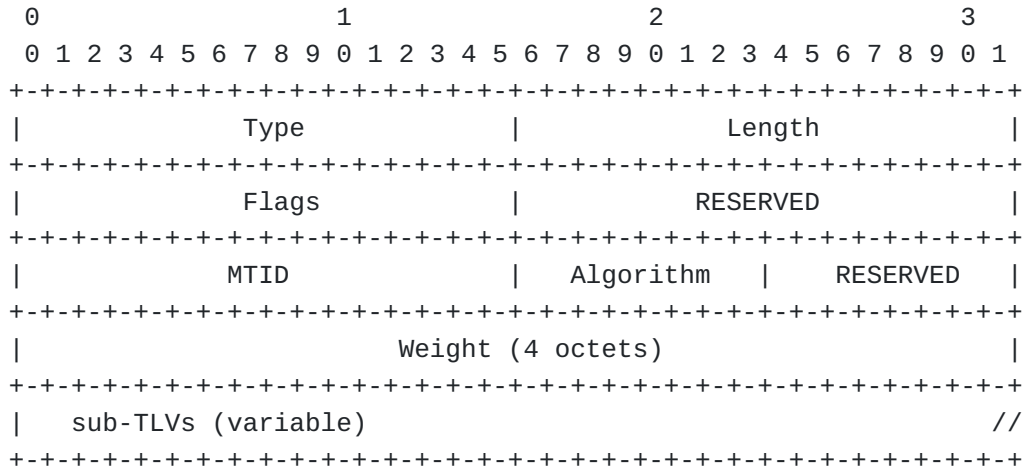 0                   1                   2                   3
 0 1 2 3 4 5 6 7 8 9 0 1 2 3 4 5 6 7 8 9 0 1 2 3 4 5 6 7 8 9 0 1
+-+-+-+-+-+-+-+-+-+-+-+-+-+-+-+-+-+-+-+-+-+-+-+-+-+-+-+-+-+-+-+-+
|              Type             |             Length            |
+-+-+-+-+-+-+-+-+-+-+-+-+-+-+-+-+-+-+-+-+-+-+-+-+-+-+-+-+-+-+-+-+
|              Flags            |           RESERVED            |
+-+-+-+-+-+-+-+-+-+-+-+-+-+-+-+-+-+-+-+-+-+-+-+-+-+-+-+-+-+-+-+-+
|             MTID              |   Algorithm   |    RESERVED   |
+-+-+-+-+-+-+-+-+-+-+-+-+-+-+-+-+-+-+-+-+-+-+-+-+-+-+-+-+-+-+-+-+
|                        Weight (4 octets)                      |
+-+-+-+-+-+-+-+-+-+-+-+-+-+-+-+-+-+-+-+-+-+-+-+-+-+-+-+-+-+-+-+-+
|   sub-TLVs (variable)                                        //
+-+-+-+-+-+-+-+-+-+-+-+-+-+-+-+-+-+-+-+-+-+-+-+-+-+-+-+-+-+-+-+-+